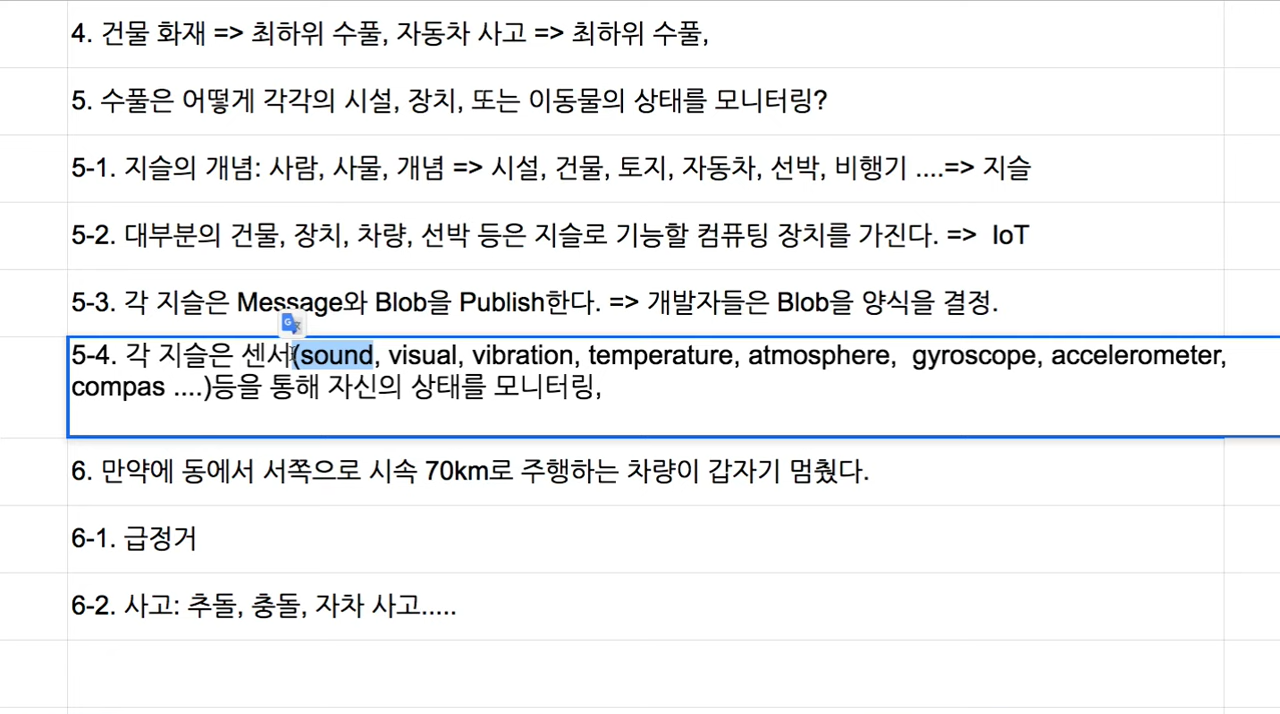 4. 건물 화재 => 최하위 수풀, 자동차 사고 => 최하위 수풀,
5. 수풀은 어떻게 각각의 시설, 장치, 또는 이동물의 상태를 모니터링?
5-1. 지슬의 개념: 사람, 사물, 개념 => 시설, 건물, 토지, 자동차, 선박, 비행기 ....=> 지슬
5-2. 대부분의 건물, 장치, 차량, 선박 등은 지슬로 기능할 컴퓨팅 장치를 가진다. =>  IoT
5-3. 각 지슬은 Message와 Blob을 Publish한다. => 개발자들은 Blob을 양식을 결정.
5-4. 각 지슬은 센서(sound, visual, vibration, temperature, atmosphere,  gyroscope, accelerometer,
compas ....)등을 통해 자신의 상태를 모니터링,
6. 만약에 동에서 서쪽으로 시속 70km로 주행하는 차량이 갑자기 멈췄다.
6-1. 급정거
6-2. 사고: 추돌, 충돌, 자차 사고.....